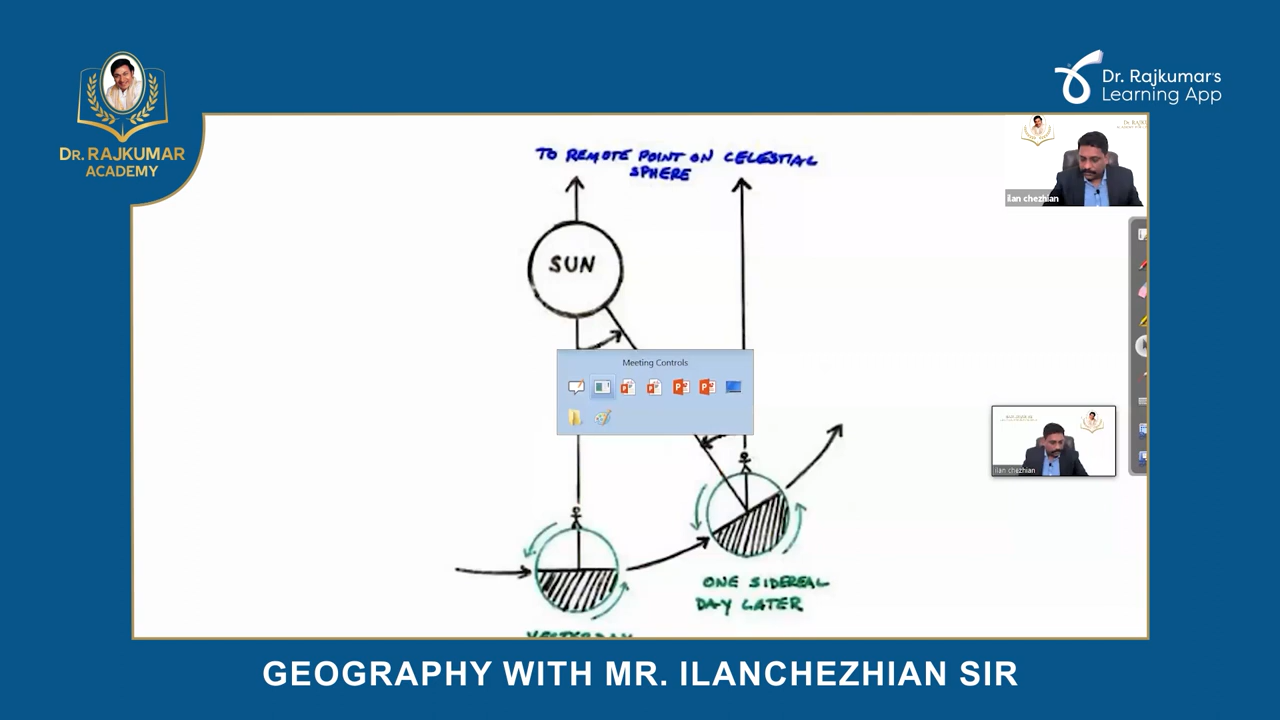 DR. RAJKUMAR
ACADEMY
Dr. Rajkumar's
Learning App
TO REMOTE POINT ON CELESTIAL
SPHERE
SUN
ilan chezhian
Meeting Controls
ilan chezhian
ONE SIDEREAL
DAY LATER
YESTERDAY
GEOGRAPHY WITH MR. ILANCHEZHIAN SIR